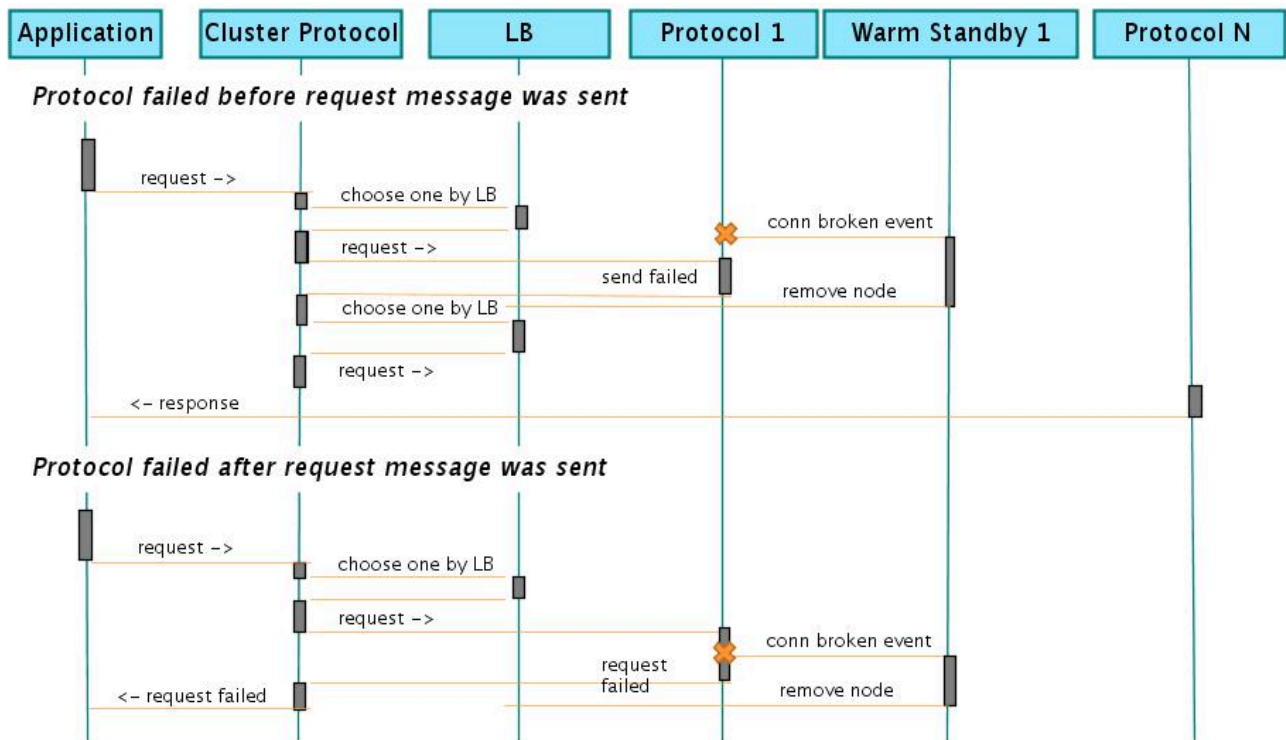 Application
Cluster Protocol
LB
Protocol 1
Warm Standby 1
Protocol N
Protocol failed before request message was sent
request ->
choose one by LB
conn broken event
request ->
send failed
remove node
choose one by LB
request ->
<- response
Protocol failed after request message was sent
request ->
choose one by LB
request ->
conn broken event
request
failed
remove node
<- request failed